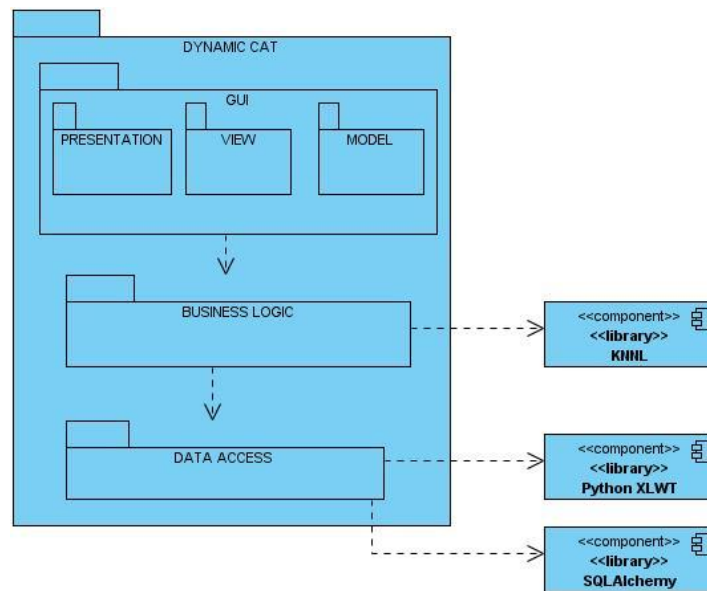 DYNAMIC CAT
GUI
PRESENTATION
VIEW
MODEL
BUSINESS LOGIC
<<component>>
<<library>>
KNNL
DATA ACCESS
<<component>>
<<library>>
Python XLWT
<<component>>
<<library>>
SQLAlchemy